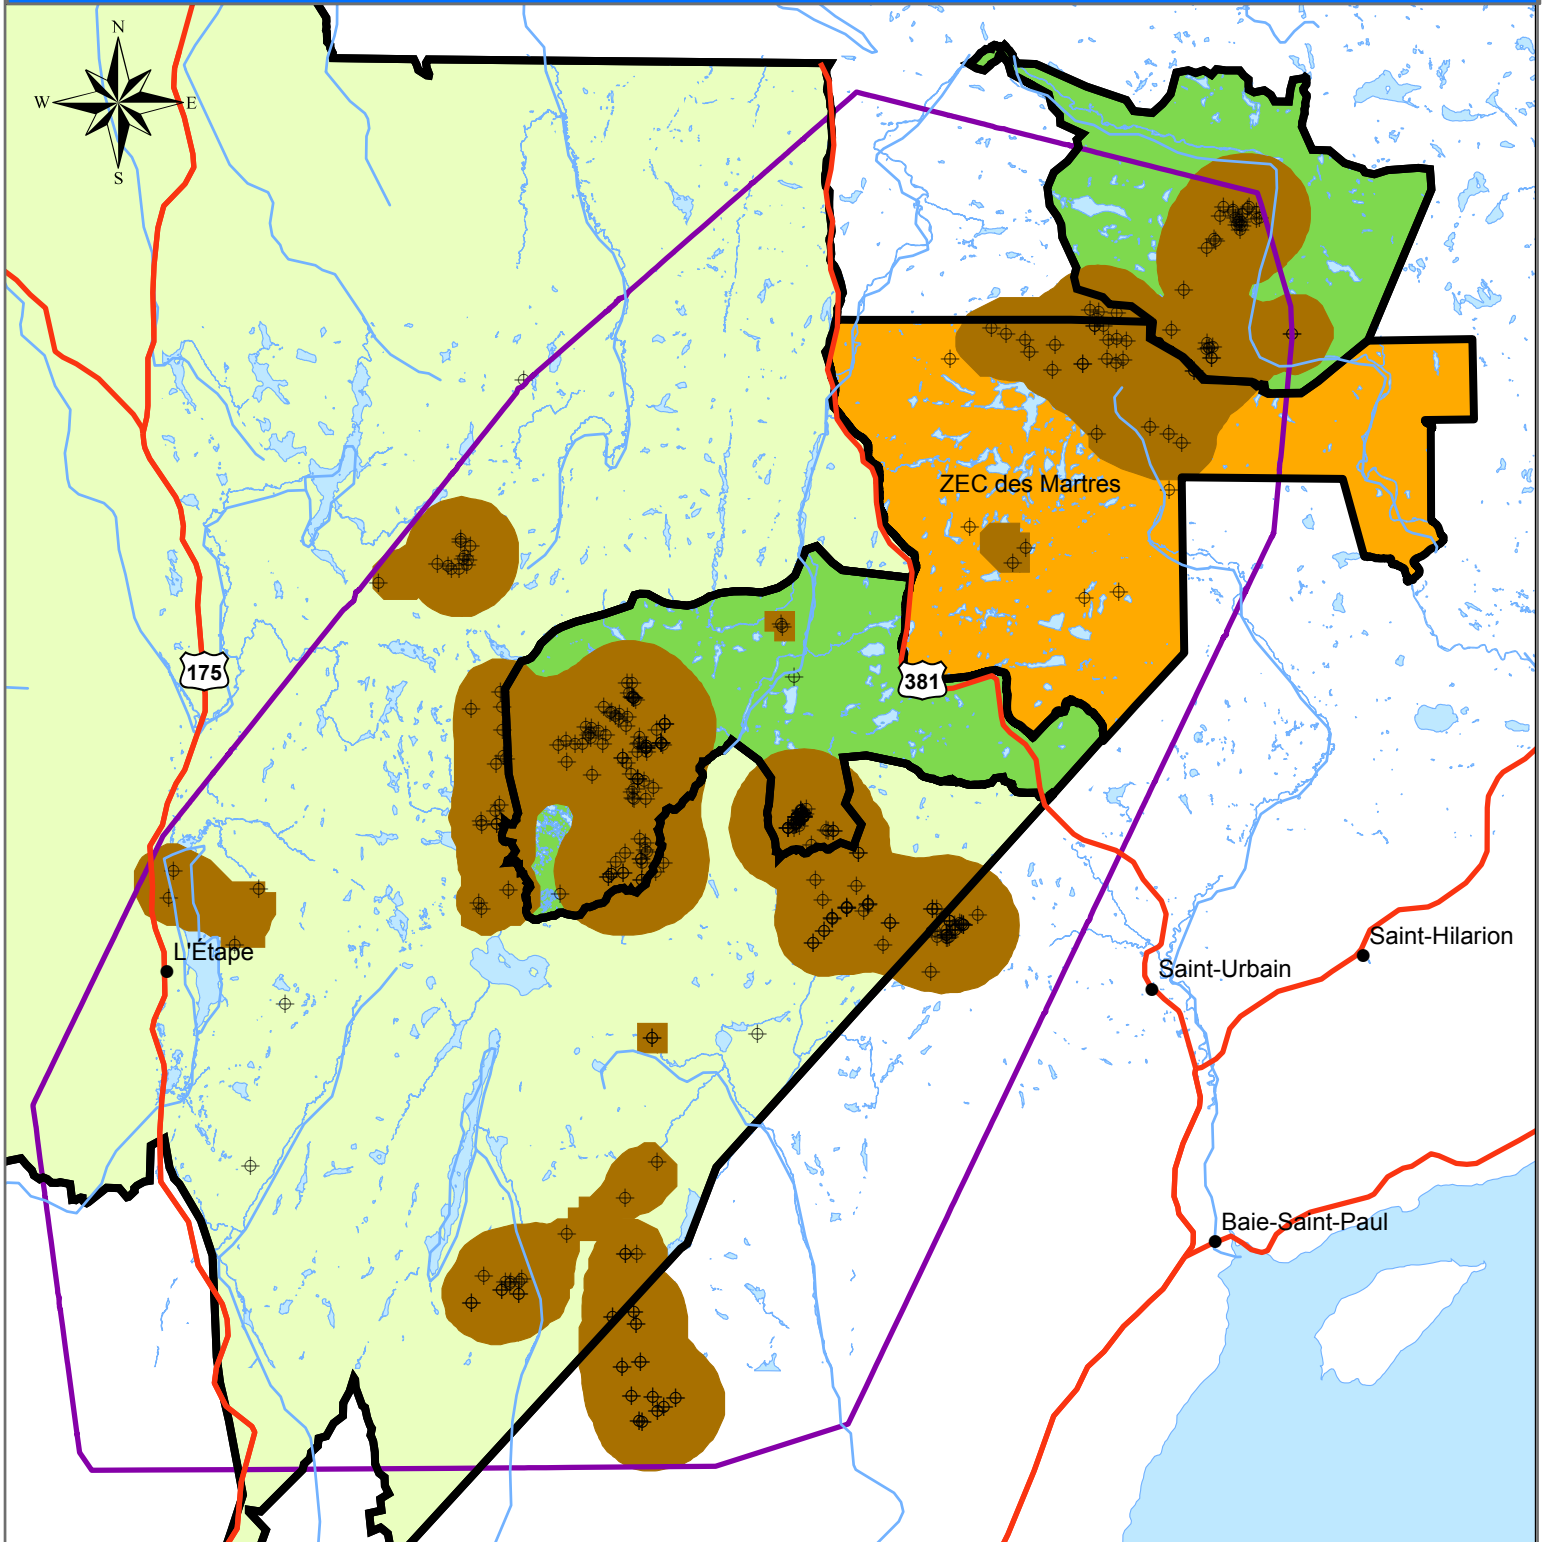 N
W
E
S
ZEC des Martres
175
381
L'Étape
Saint-Hilarion
Saint-Urbain
Baie-Saint-Paul